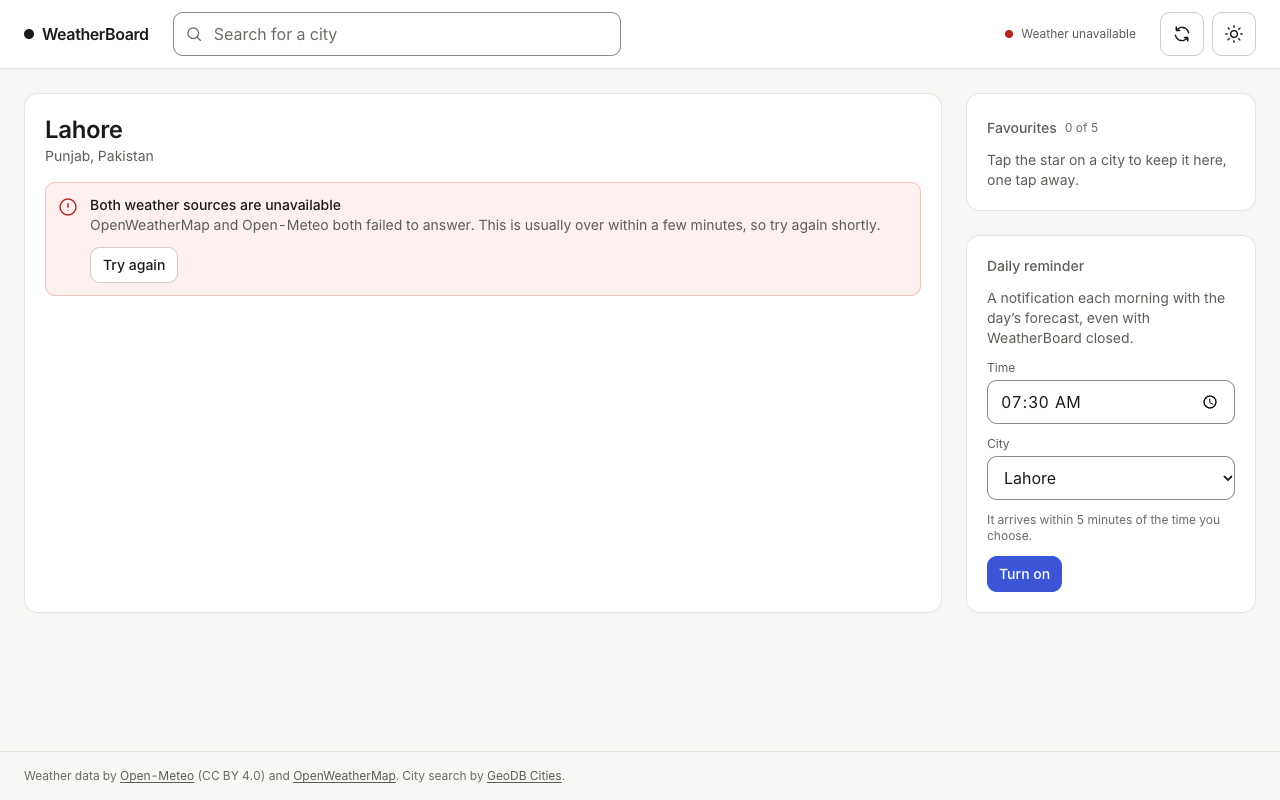 WeatherBoard
Search for a city
Weather unavailable
Lahore
Punjab, Pakistan
Both weather sources are unavailable
OpenWeatherMap and Open-Meteo both failed to answer. This is usually over within a few minutes, so try again shortly.
Try again
Favourites 0 of 5
Tap the star on a city to keep it here,
one tap away.
Daily reminder
A notification each morning with the
day’s forecast, even with
WeatherBoard closed.
Time
07:30 AM
City
Lahore
It arrives within 5 minutes of the time you
choose.
Turn on
Weather data by Open-Meteo (CC BY 4.0) and OpenWeatherMap. City search by GeoDB Cities.